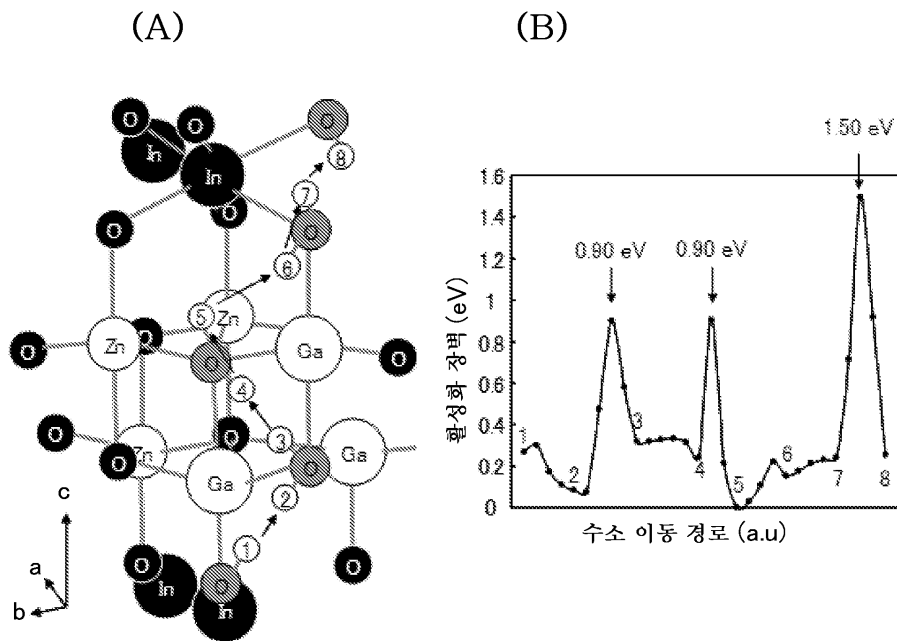 (A)
(B)
O
O
O
8
In
In
7
O
O
O
6
5
Zn
Zn
O
Ga
O
O
O
4
O
Zn
O
3
Ga
O
Ga
O
2
1
O
O
O
In
In
c
a
b
1.50 eV
0.90 eV
0.90 eV
활성화 장벽 (eV)
1.6
1.4
1.2
1
0.8
0.6
0.4
0.2
0
1
2
3
4
5
6
7
8
수소 이동 경로 (a.u)